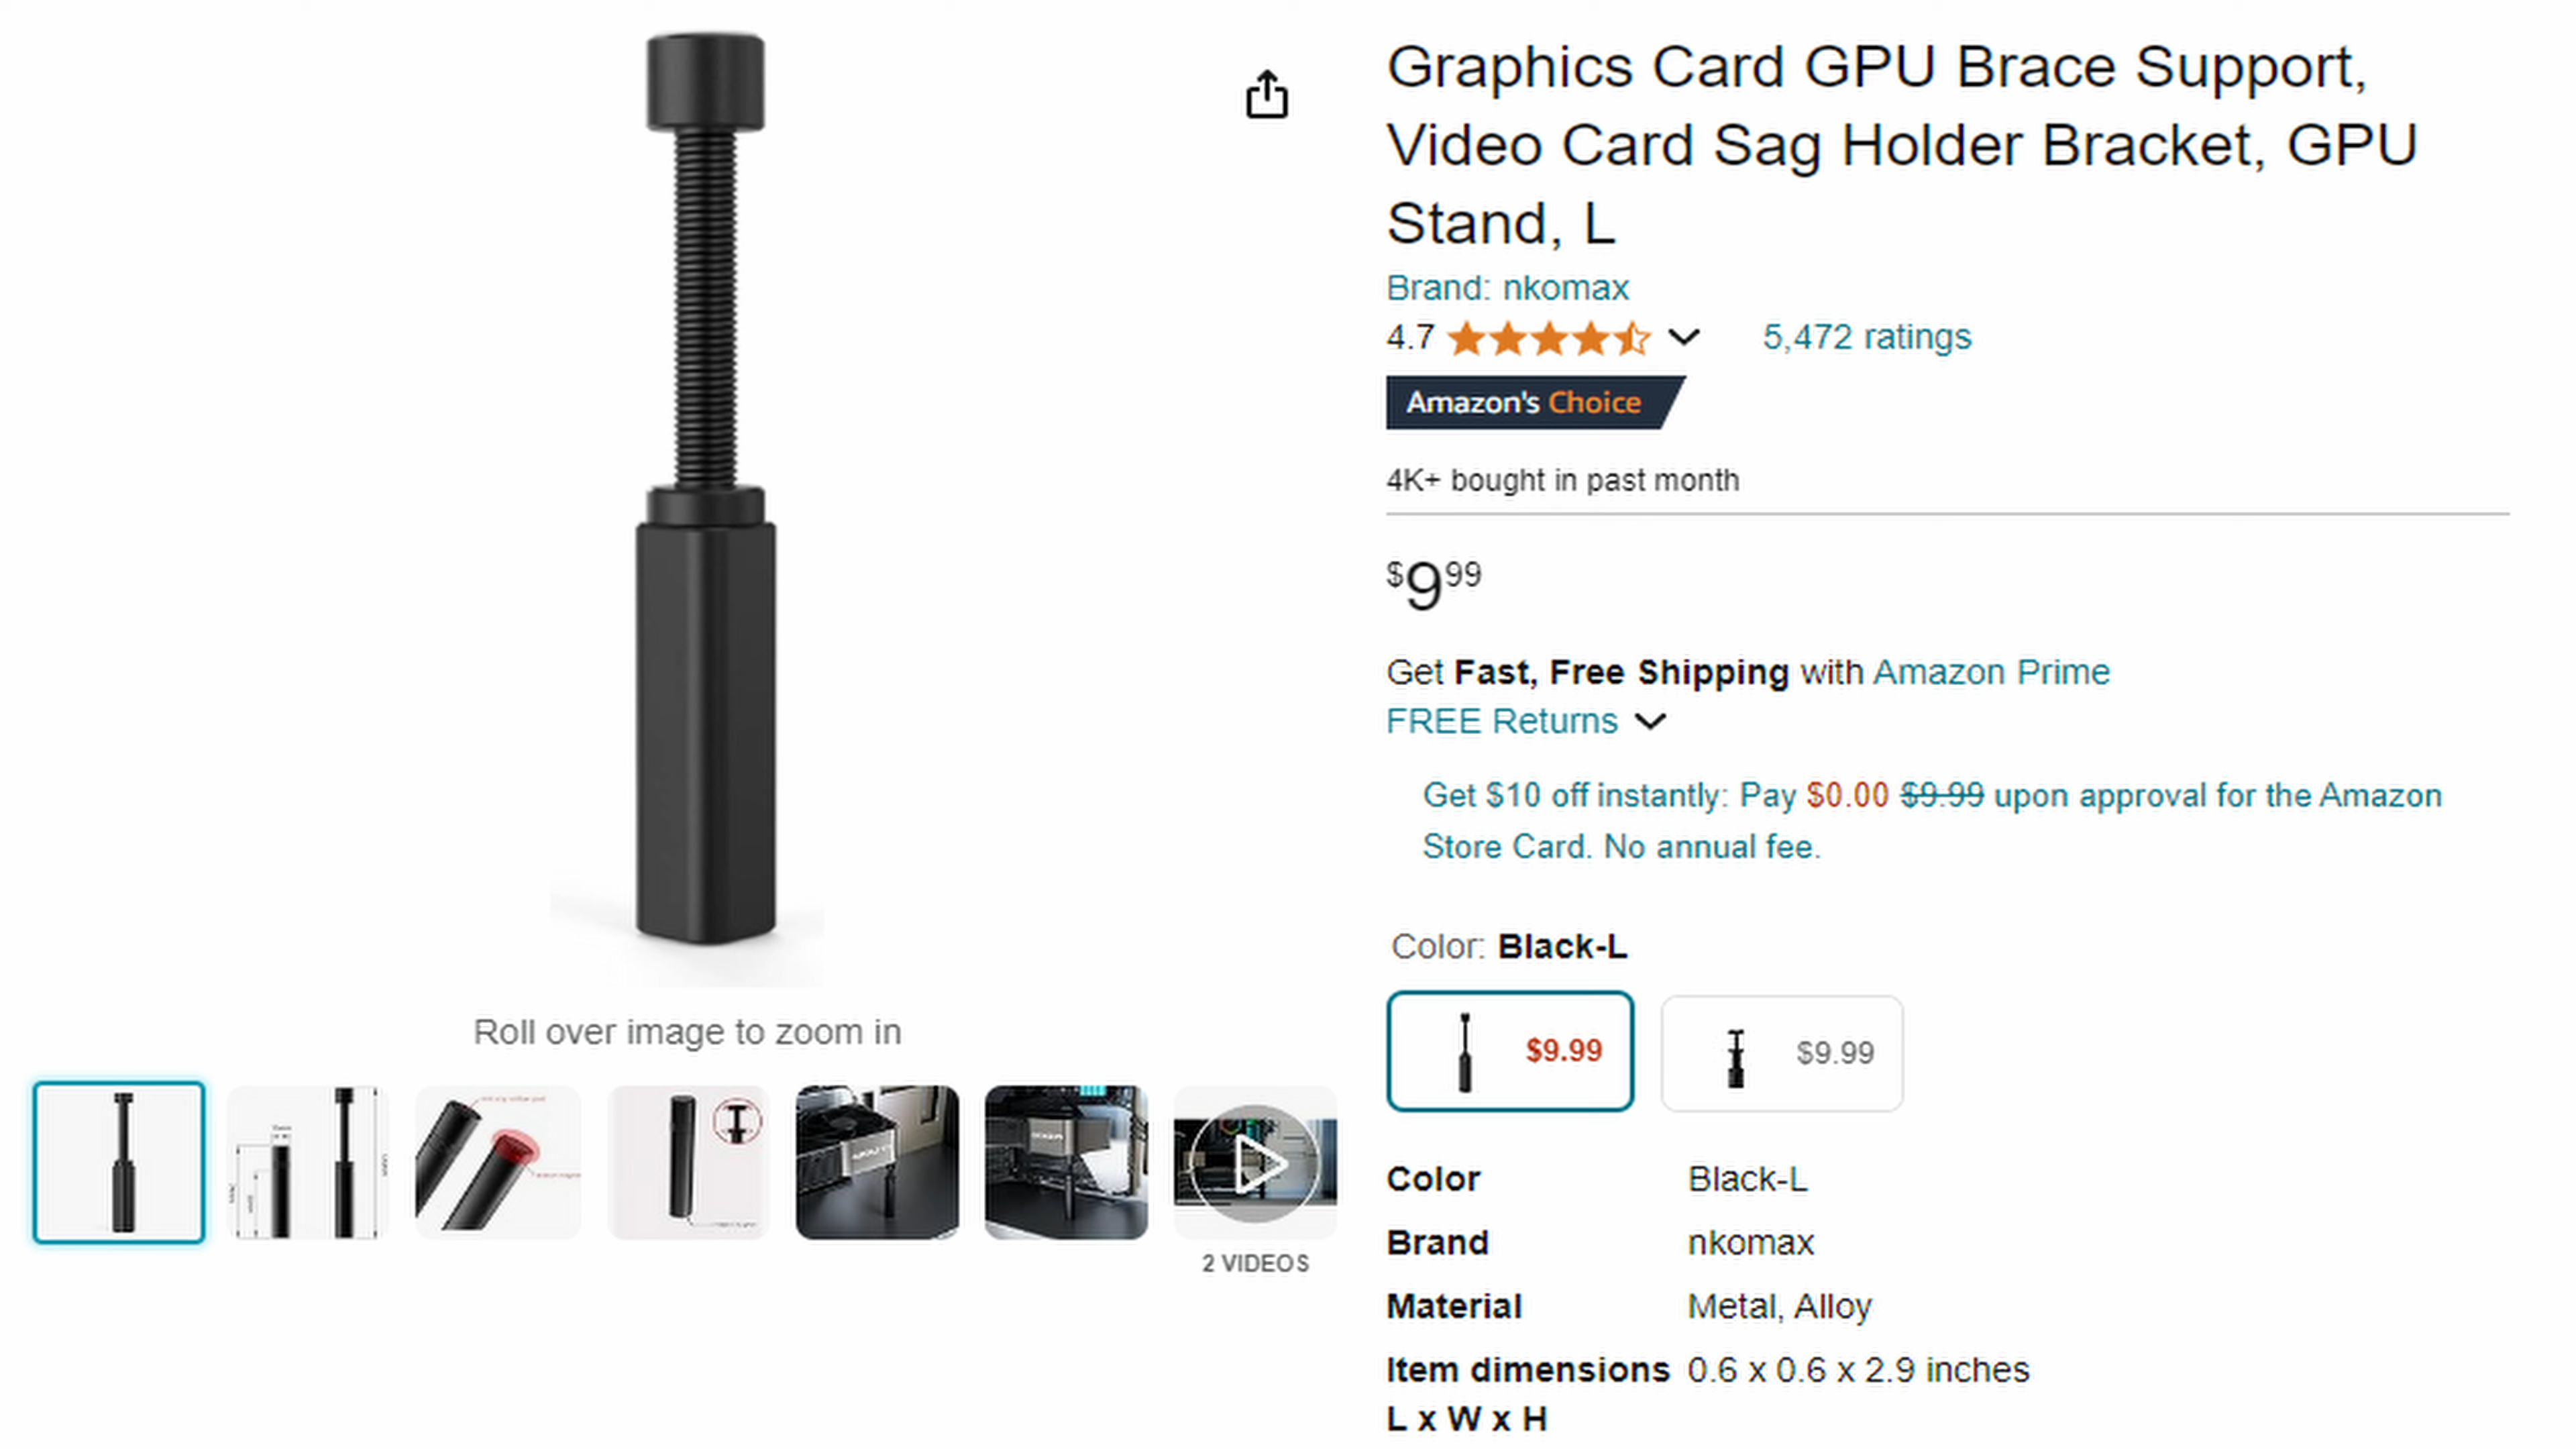 Graphics Card GPU Brace Support,
Video Card Sag Holder Bracket, GPU
Stand, L
Brand: nkomax
4.7 5,472 ratings
Amazon's Choice
4K+ bought in past month
$9.99
Get Fast, Free Shipping with Amazon Prime
FREE Returns
Get $10 off instantly: Pay $0.00 $9.99 upon approval for the Amazon
Store Card. No annual fee.
Color: Black-L
$9.99 $9.99
Color Black-L
Brand nkomax
Material Metal, Alloy
Item dimensions 0.6 x 0.6 x 2.9 inches
L x W x H
Roll over image to zoom in
2 VIDEOS